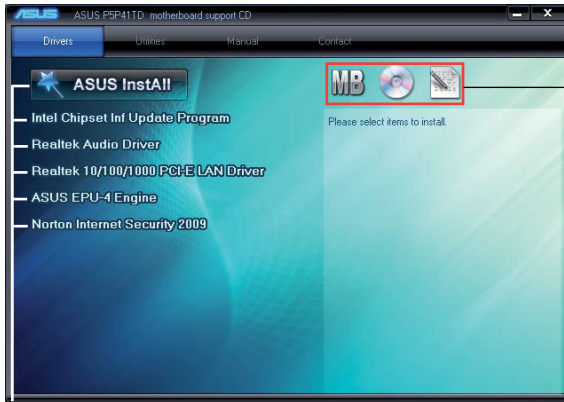 ASUS ASUS P5P41TD motherboard support CD
Drivers Utilities Manual Contact
ASUS InstAll
MB
Intel Chipset Inf Update Program
Please select items to install.
Realtek Audio Driver
Realtek 10/100/1000 PCI-E LAN Driver
ASUS EPU-4 Engine
Norton Internet Security 2009